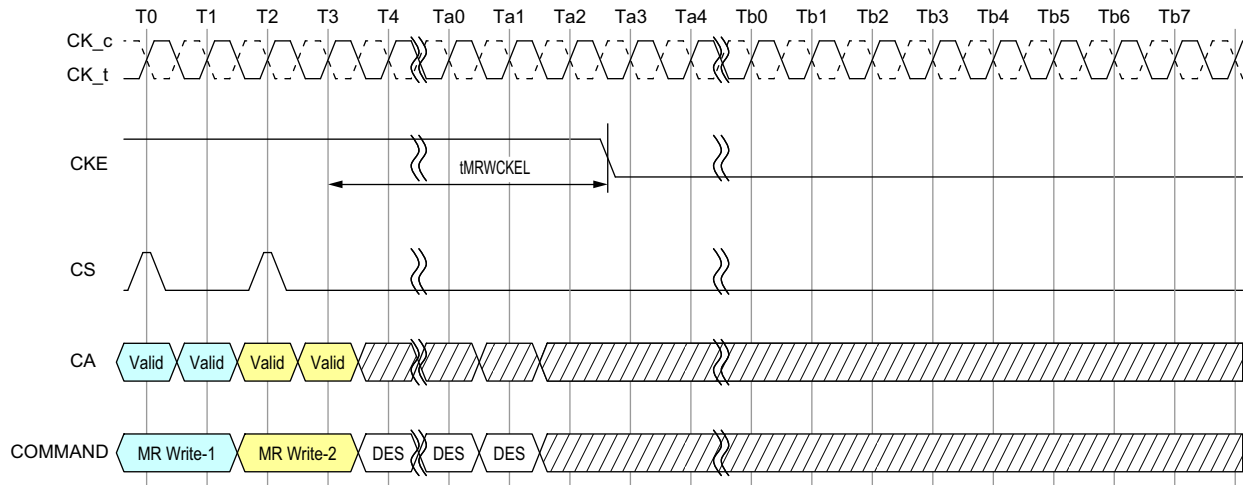 T0 T1 T2 T3 T4 Ta0 Ta1 Ta2 Ta3 Ta4 Tb0 Tb1 Tb2 Tb3 Tb4 Tb5 Tb6 Tb7
CK_c
CK_t
CKE
tMRWCKEL
CS
CA Valid Valid Valid Valid
COMMAND MR Write-1 MR Write-2 DES DES DES